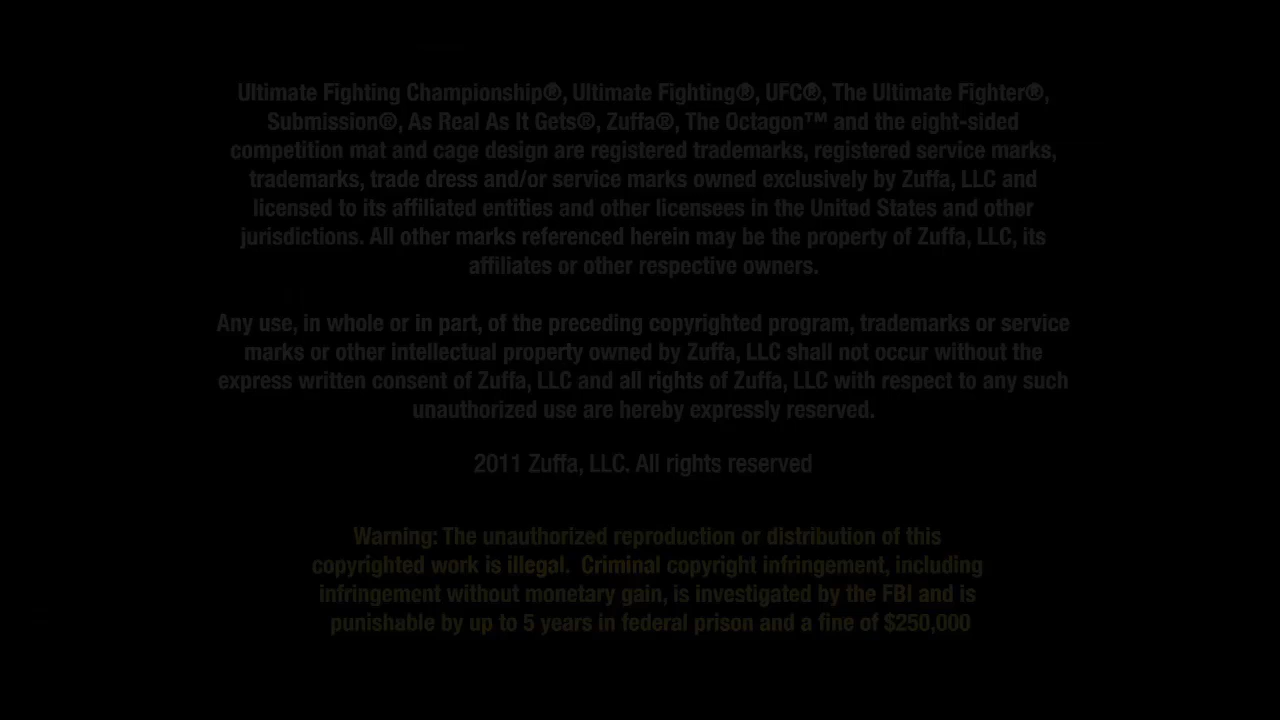 Ultimate Fighting Championship®, Ultimate Fighting®, UFC®, The Ultimate Fighter®,
Submission®, As Real As It Gets®, Zuffa®, The Octagon™ and the eight-sided
competition mat and cage design are registered trademarks, registered service marks,
trademarks, trade dress and/or service marks owned exclusively by Zuffa, LLC and
licensed to its affiliated entities and other licensees in the United States and other
jurisdictions. All other marks referenced herein may be the property of Zuffa, LLC, its
affiliates or other respective owners.
Any use, in whole or in part, of the preceding copyrighted program, trademarks or service
marks or other intellectual property owned by Zuffa, LLC shall not occur without the
express written consent of Zuffa, LLC and all rights of Zuffa, LLC with respect to any such
unauthorized use are hereby expressly reserved.
2011 Zuffa, LLC. All rights reserved
Warning: The unauthorized reproduction or distribution of this
copyrighted work is illegal.  Criminal copyright infringement, including
infringement without monetary gain, is investigated by the FBI and is
punishable by up to 5 years in federal prison and a fine of $250,000